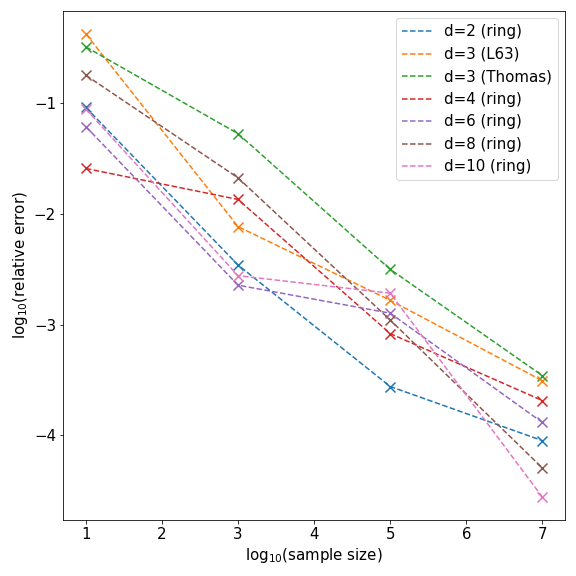 d=2 (ring)
d=3 (L63)
d=3 (Thomas)
d=4 (ring)
d=6 (ring)
d=8 (ring)
d=10 (ring)
log₁₀(relative error)
−1
−2
−3
−4
1 2 3 4 5 6 7
log₁₀(sample size)